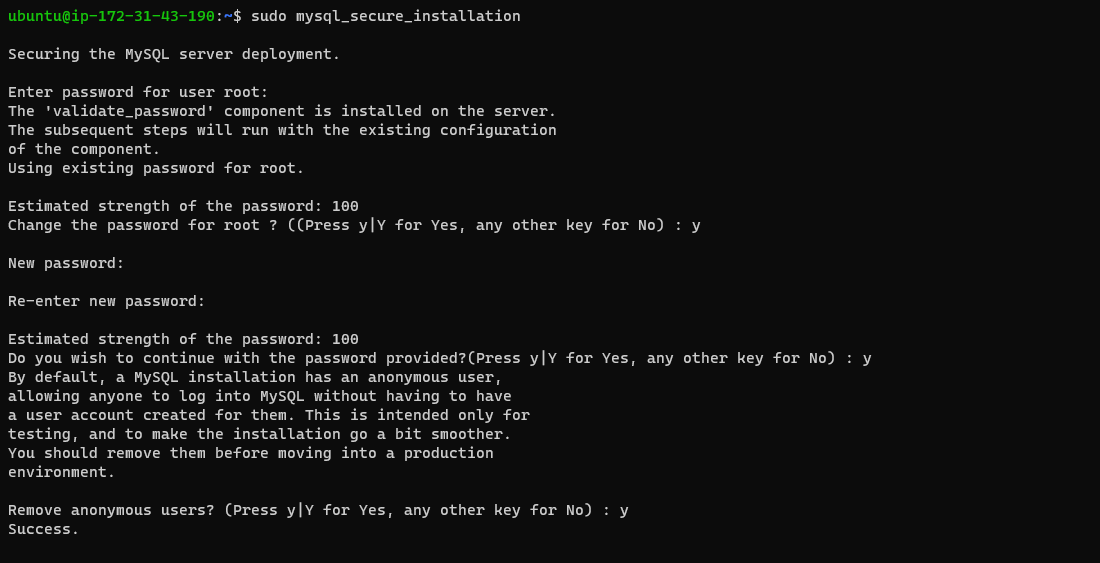 ubuntu@ip-172-31-43-190:~$ sudo mysql_secure_installation
Securing the MySQL server deployment.
Enter password for user root:
The 'validate_password' component is installed on the server.
The subsequent steps will run with the existing configuration
of the component.
Using existing password for root.
Estimated strength of the password: 100
Change the password for root ? ((Press y|Y for Yes, any other key for No) : y
New password:
Re-enter new password:
Estimated strength of the password: 100
Do you wish to continue with the password provided?(Press y|Y for Yes, any other key for No) : y
By default, a MySQL installation has an anonymous user,
allowing anyone to log into MySQL without having to have
a user account created for them. This is intended only for
testing, and to make the installation go a bit smoother.
You should remove them before moving into a production
environment.
Remove anonymous users? (Press y|Y for Yes, any other key for No) : y
Success.